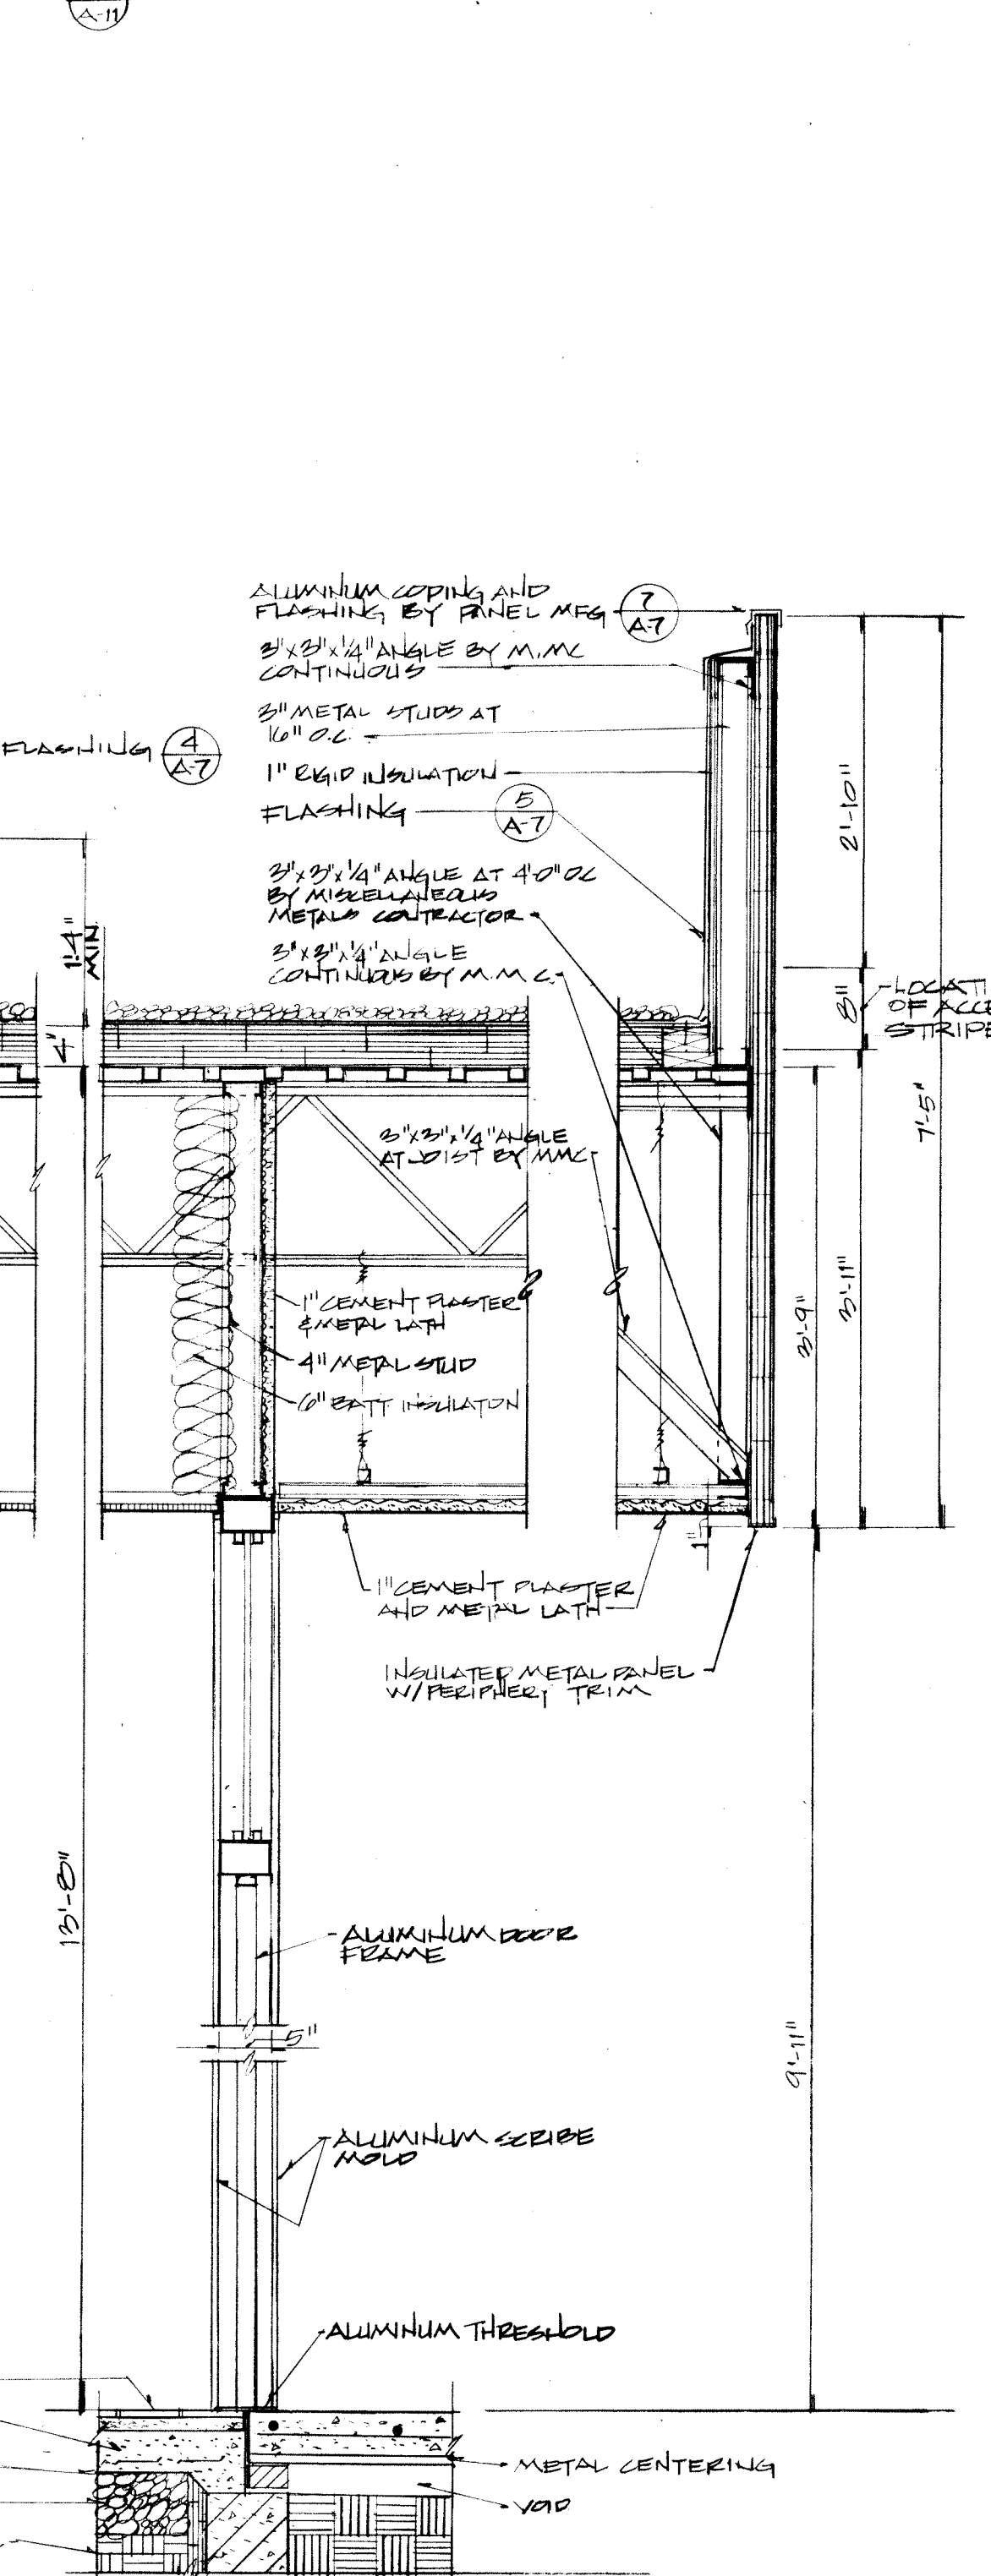 A-11
ALUMINUM COPING AND
FLASHING BY PANEL MFG
7
A-7
3"x3"x1/4" ANGLE BY M.MC
CONTINUOUS
3" METAL STUDS AT
16" O.C.
FLASHING
4
A-7
1" RIGID INSULATION
FLASHING
5
A-7
3"x3"x1/4" ANGLE AT 4'-0" OC
BY MISCELLANEOUS
METALS CONTRACTOR
3"x3"x1/4" ANGLE
CONTINUOUS BY M.M.C.
2'-10"
1'4"
MIN.
4"
8"
LOCATI
OF ACCE
STRIPE
7'-5"
3"x3"x1/4" ANGLE
AT JOIST BY MMC
1" CEMENT PLASTER
& METAL LATH
4" METAL STUD
6" BATT INSULATION
3'-9"
3'-11"
1"
1" CEMENT PLASTER
AND METAL LATH
INSULATED METAL PANEL
W/PERIPHERY TRIM
13'-8"
ALUMINUM DOOR
FRAME
5"
9'-11"
ALUMINUM SCRIBE
MOLD
ALUMINUM THRESHOLD
METAL CENTERING
VOID